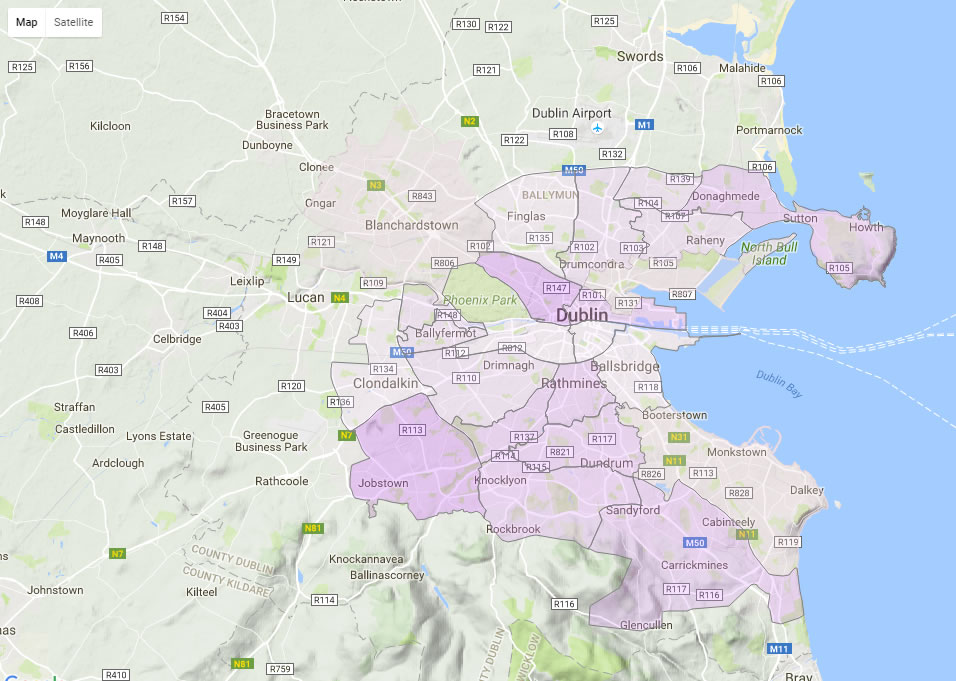 Map
Satellite
R154
R130
R122
R125
Swords
R106
Malahide
R106
R125
R156
R121
Dublin Airport
M1
Kilcloon
Bracetown
Business Park
N2
R122
R108
Portmarnock
Dunboyne
R132
Clonee
M50
R106
N3
R139
R843
BALLYMUN
Donaghmede
R157
Ongar
R104
Moyglare Hall
Finglas
R107
Sutton
R148
Blanchardstown
Howth
Maynooth
R148
R121
R102
R135
R102
R103
Raheny
North Bull
Island
M4
R405
R149
R806
Drumcondra
R105
R105
Leixlip
R109
R147
R101
R807
R408
Lucan
N4
Phoenix Park
R131
R404
R148
Dublin
R403
R406
Ballyfermot
Celbridge
M50
R112
R812
R403
R134
Drimnagh
Ballsbridge
R120
Clondalkin
R110
Rathmines
R118
Dublin Bay
Straffan
R405
R136
Booterstown
Castledillon
Lyons Estate
Greenogue
Business Park
N7
R113
R137
R117
N31
Ardclough
R114
R821
Monkstown
R115
Dundrum
N11
R826
R113
Rathcoole
Jobstown
Knocklyon
R828
Dalkey
Sandyford
N81
Rockbrook
Cabinteely
N11
N7
COUNTY DUBLIN
COUNTY KILDARE
M50
R119
Knockannavea
Carrickmines
Ballinascorney
Johnstown
Kilteel
R114
R116
R117
R116
Glencullen
M11
N81
R759
R410
WICKLOW
Bray